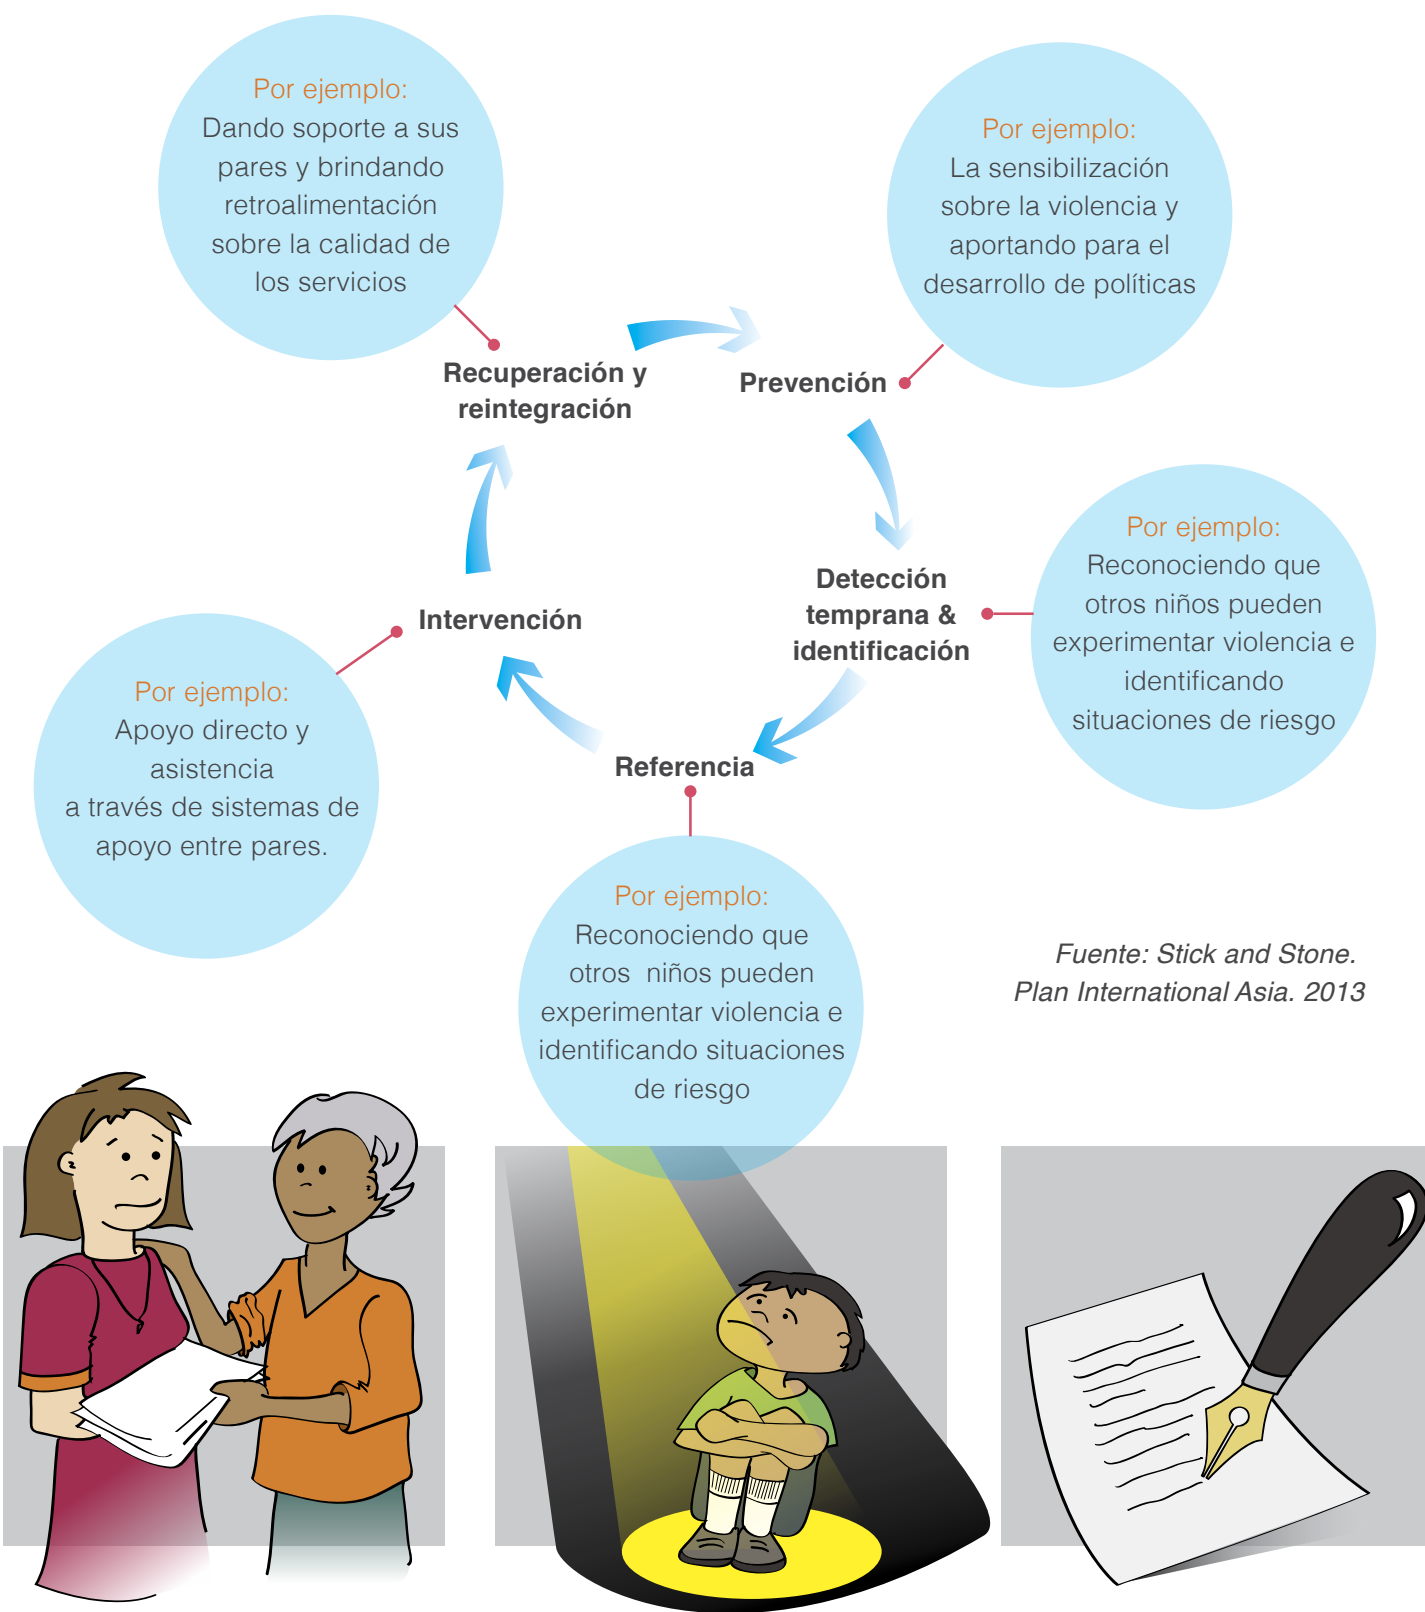 Por ejemplo:
Dando soporte a sus
pares y brindando
retroalimentación
sobre la calidad de
los servicios
Por ejemplo:
La sensibilización
sobre la violencia y
aportando para el
desarrollo de políticas
Recuperación y
reintegración
Prevención
Por ejemplo:
Reconociendo que
otros niños pueden
experimentar violencia e
identificando
situaciones de riesgo
Detección
temprana &
identificación
Intervención
Por ejemplo:
Apoyo directo y
asistencia
a través de sistemas de
apoyo entre pares.
Referencia
Por ejemplo:
Reconociendo que
otros niños pueden
experimentar violencia e
identificando situaciones
de riesgo
Fuente: Stick and Stone.
Plan International Asia. 2013